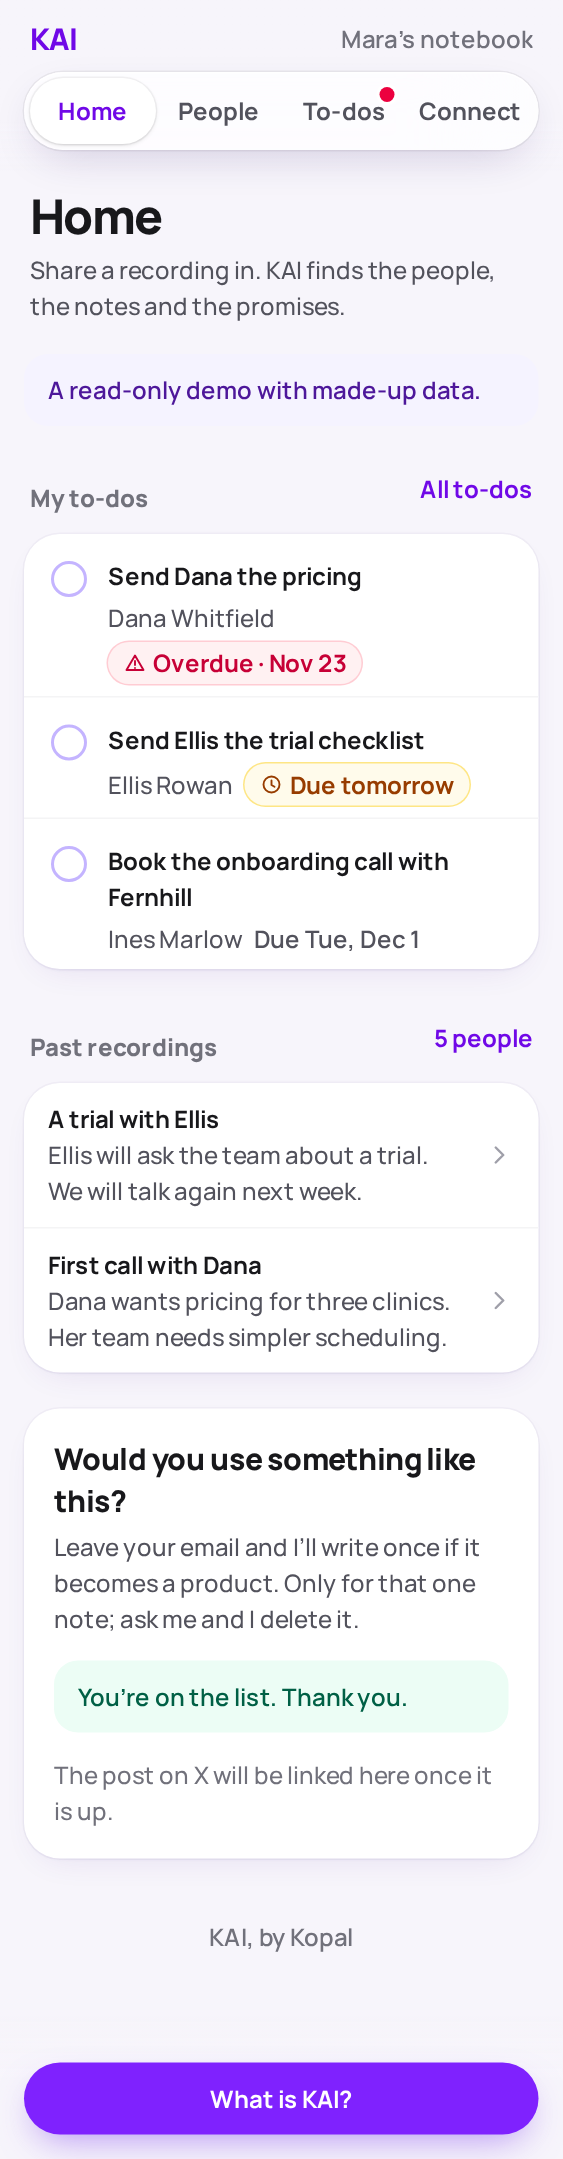 KAI
Mara's notebook
Home
People
To-dos
Connect
Home
Share a recording in. KAI finds the people,
the notes and the promises.
A read-only demo with made-up data.
My to-dos
All to-dos
Send Dana the pricing
Dana Whitfield
Overdue · Nov 23
Send Ellis the trial checklist
Ellis Rowan
Due tomorrow
Book the onboarding call with
Fernhill
Ines Marlow
Due Tue, Dec 1
Past recordings
5 people
A trial with Ellis
Ellis will ask the team about a trial.
We will talk again next week.
First call with Dana
Dana wants pricing for three clinics.
Her team needs simpler scheduling.
Would you use something like
this?
Leave your email and I’ll write once if it
becomes a product. Only for that one
note; ask me and I delete it.
You’re on the list. Thank you.
The post on X will be linked here once it
is up.
KAI, by Kopal
What is KAI?